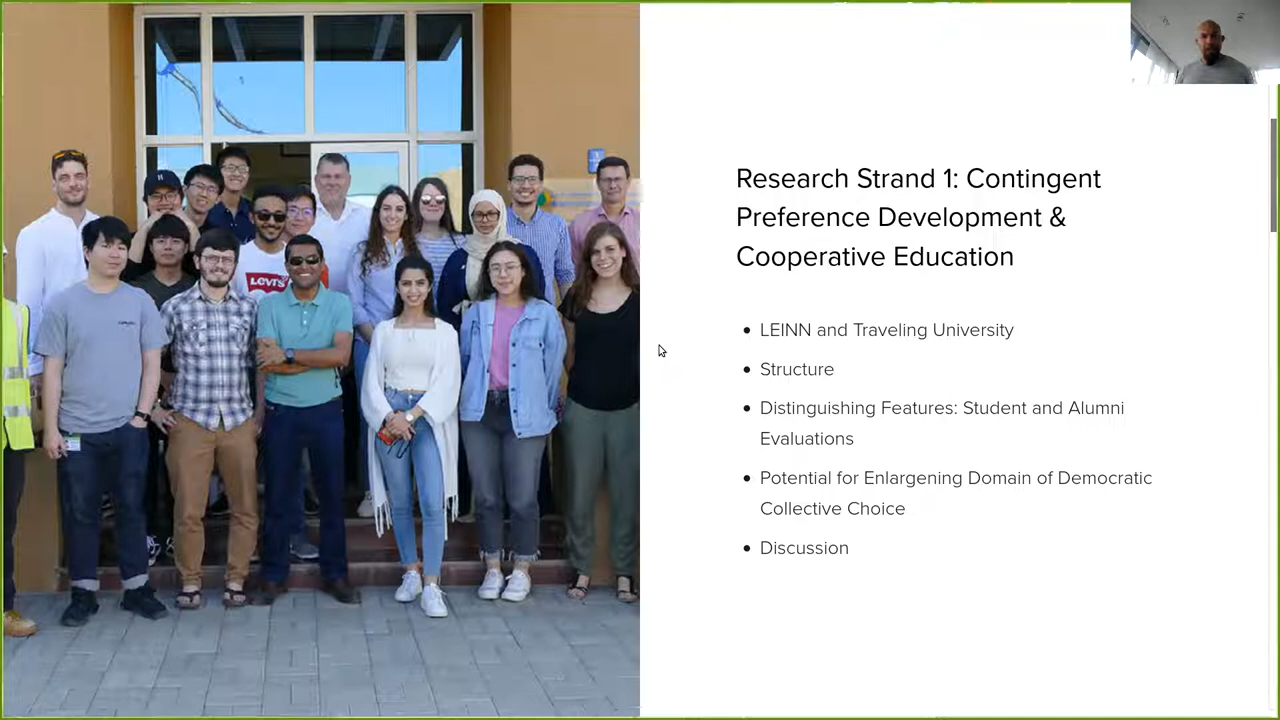 Research Strand 1: Contingent
Preference Development &
Cooperative Education
• LEINN and Traveling University
• Structure
• Distinguishing Features: Student and Alumni
Evaluations
• Potential for Enlargening Domain of Democratic
Collective Choice
• Discussion
Levi's